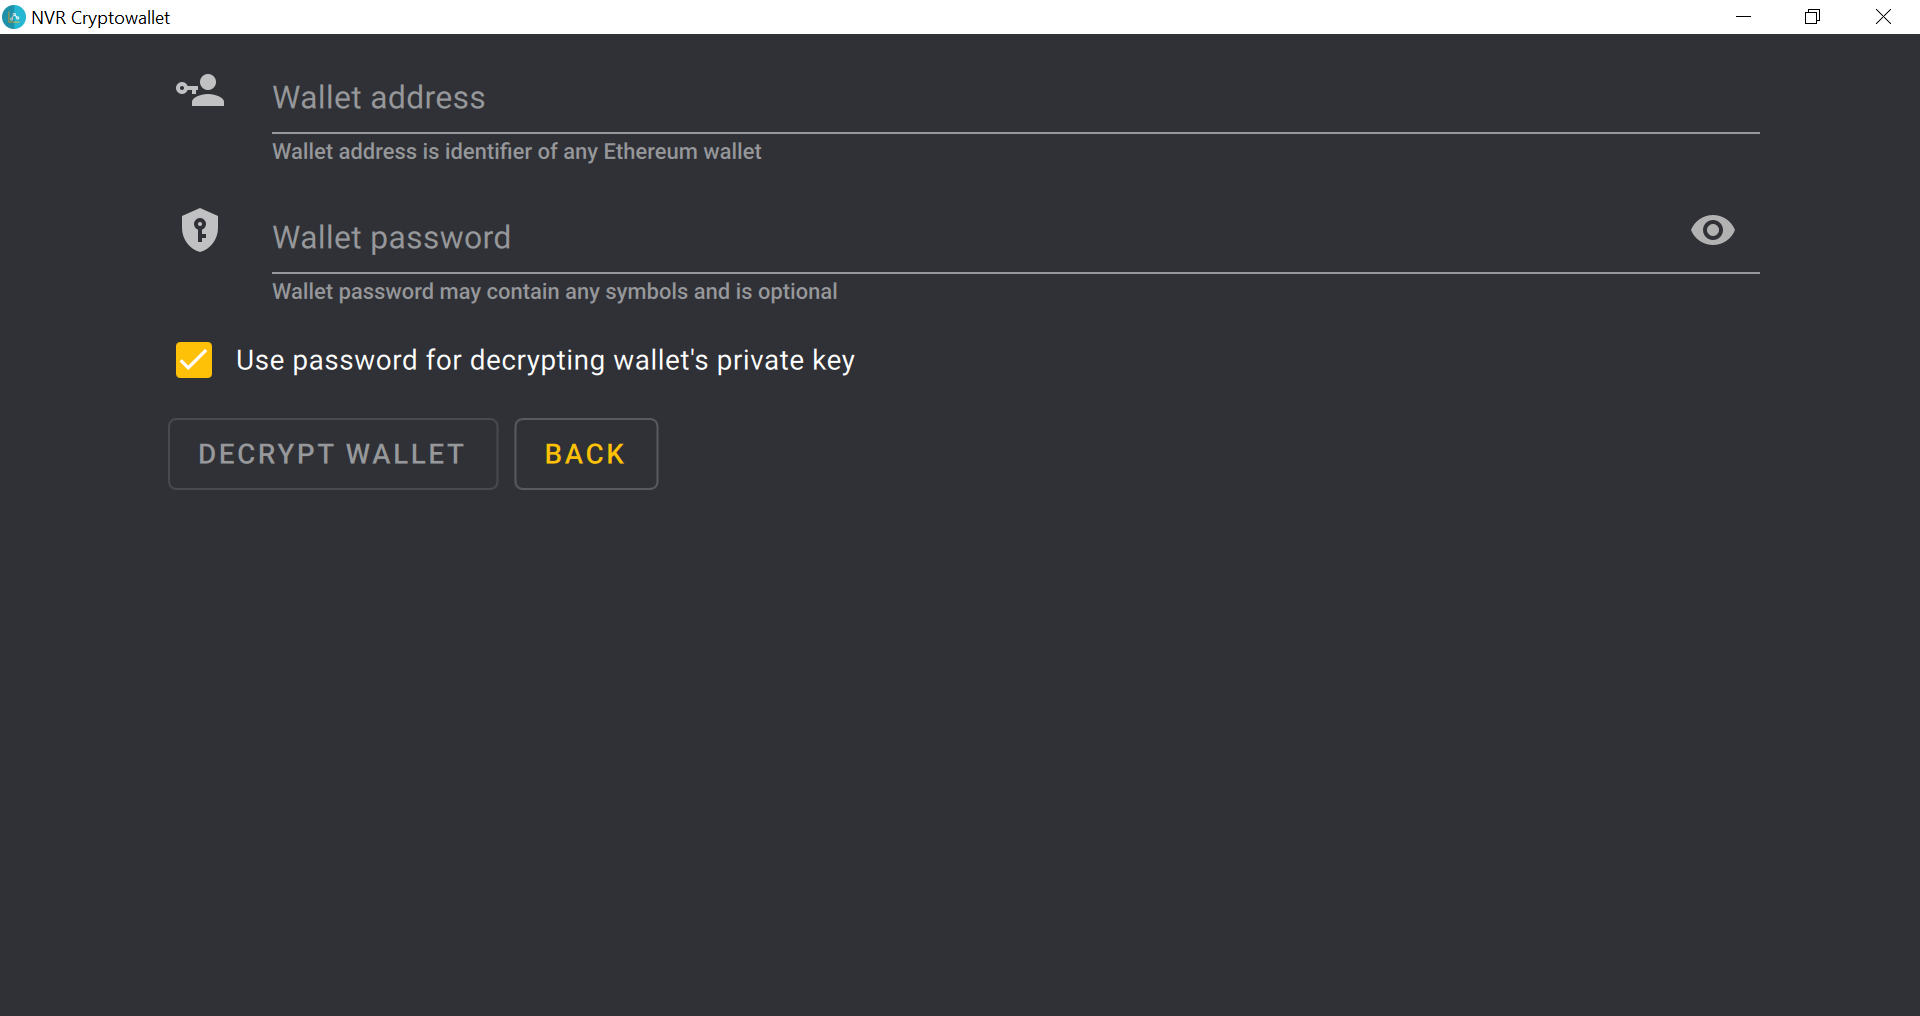 NVR Cryptowallet
Wallet address
Wallet address is identifier of any Ethereum wallet
Wallet password
Wallet password may contain any symbols and is optional
Use password for decrypting wallet's private key
DECRYPT WALLET
BACK